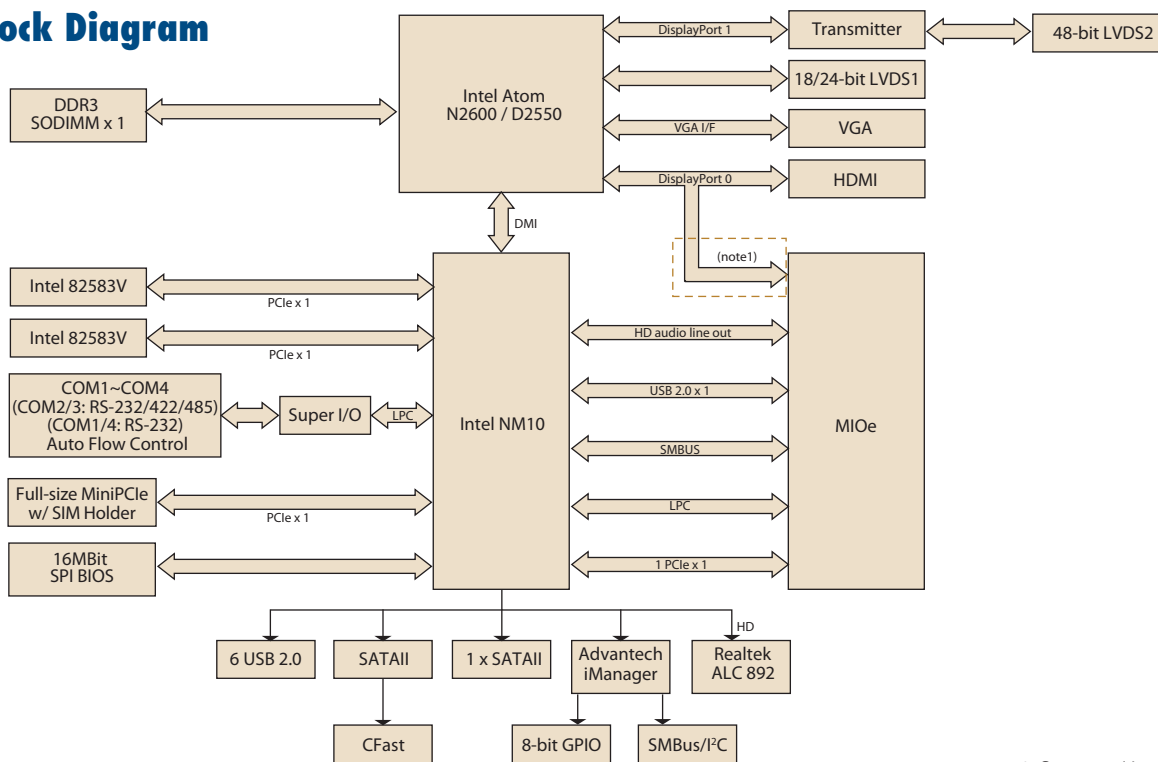 ock Diagram
DisplayPort 1
Transmitter
48-bit LVDS2
18/24-bit LVDS1
DDR3
SODIMM x 1
Intel Atom
N2600 / D2550
VGA I/F
VGA
DisplayPort 0
HDMI
DMI
(note1)
Intel 82583V
PCIe x 1
Intel 82583V
PCIe x 1
HD audio line out
COM1~COM4
(COM2/3: RS-232/422/485)
(COM1/4: RS-232)
Auto Flow Control
Super I/O
LPC
Intel NM10
USB 2.0 x 1
MIOe
SMBUS
Full-size MiniPCIe
w/ SIM Holder
PCIe x 1
LPC
16MBit
SPI BIOS
1 PCIe x 1
HD
6 USB 2.0
SATAII
1 x SATAII
Advantech
iManager
Realtek
ALC 892
CFast
8-bit GPIO
SMBus/I²C